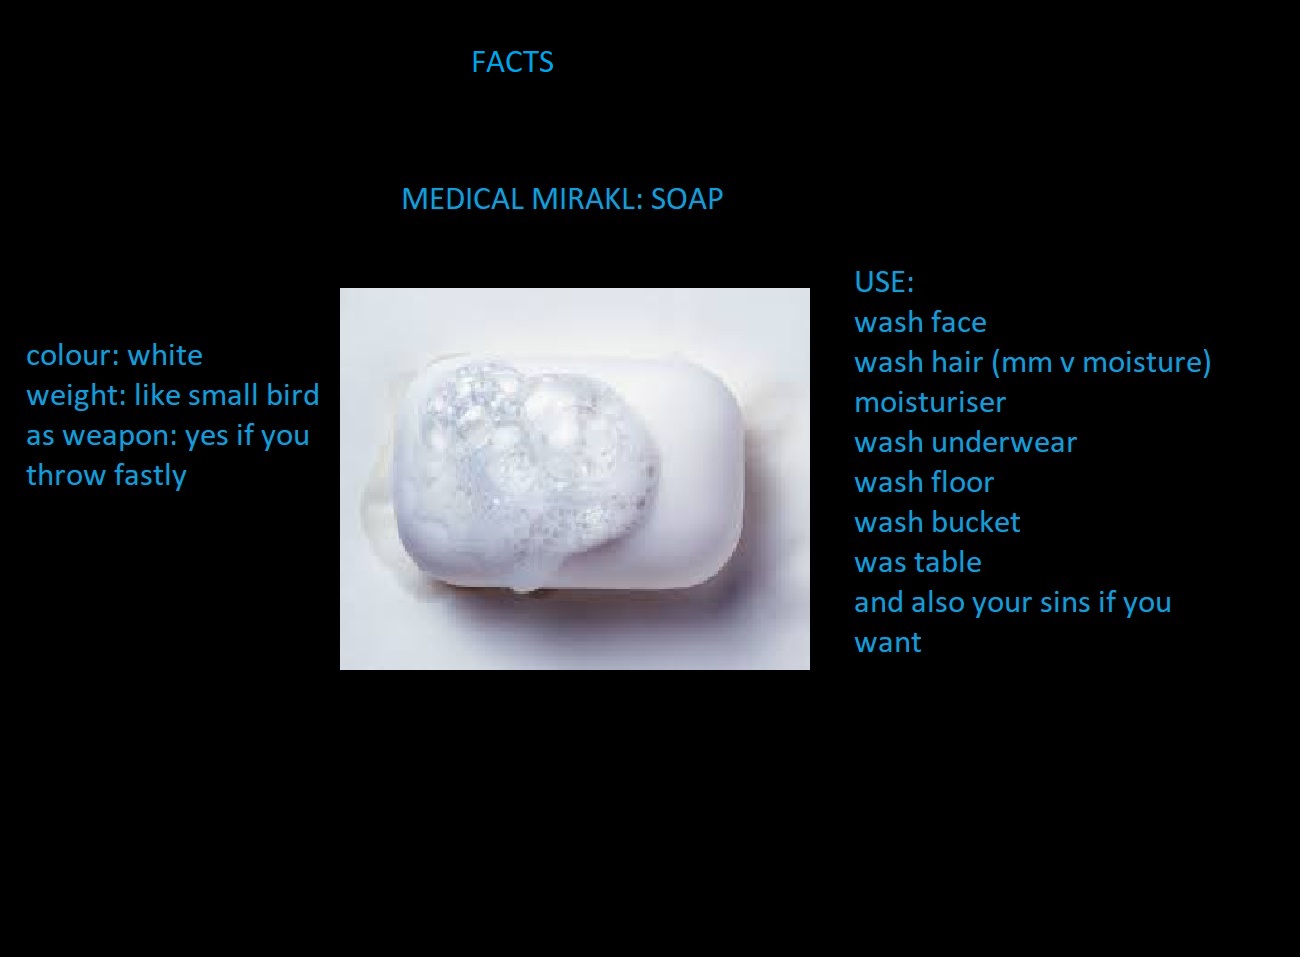 FACTS
MEDICAL MIRAKL: SOAP
colour: white
weight: like small bird
as weapon: yes if you
throw fastly
USE:
wash face
wash hair (mm v moisture)
moisturiser
wash underwear
wash floor
wash bucket
was table
and also your sins if you
want